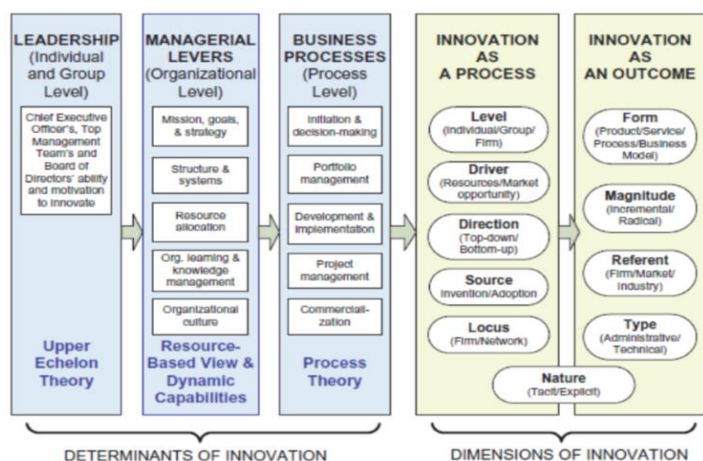 LEADERSHIP
(Individual
and Group
Level)
Chief Executive
Officer's, Top
Management
Team's and
Board of
Directors' ability
and motivation
to innovate
Upper
Echelon
Theory
MANAGERIAL
LEVERS
(Organizational
Level)
Mission, goals,
& strategy
Structure &
systems
Resource
allocation
Org. learning &
knowledge
management
Organizational
culture
Resource-
Based View &
Dynamic
Capabilities
BUSINESS
PROCESSES
(Process
Level)
Initiation &
decision-making
Portfolio
management
Development &
implementation
Project
management
Commerciali-
zation
Process
Theory
DETERMINANTS OF INNOVATION
INNOVATION
AS
A PROCESS
Level
(Individual/Group/
Firm)
Driver
(Resources/Market
opportunity)
Direction
(Top-down/
Bottom-up)
Source
Invention/Adoption
Locus
(Firm/Network)
INNOVATION
AS
AN OUTCOME
Form
(Product/Service/
Process/Business
Model)
Magnitude
(Incremental/
Radical)
Referent
(Firm/Market/
Industry)
Type
(Administrative/
Technical)
Nature
(Tacit/Explicit)
DIMENSIONS OF INNOVATION